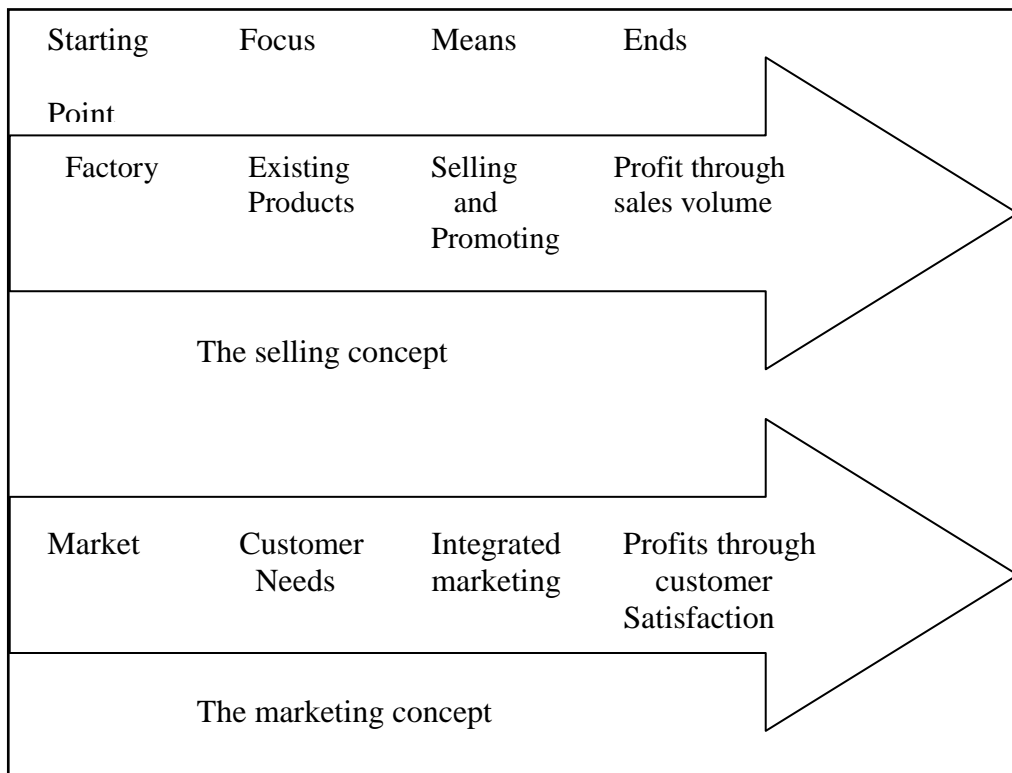 Starting Focus Means Ends
Point
Factory Existing Selling Profit through
Products and sales volume
Promoting
The selling concept
Market Customer Integrated Profits through
Needs marketing customer
Satisfaction
The marketing concept